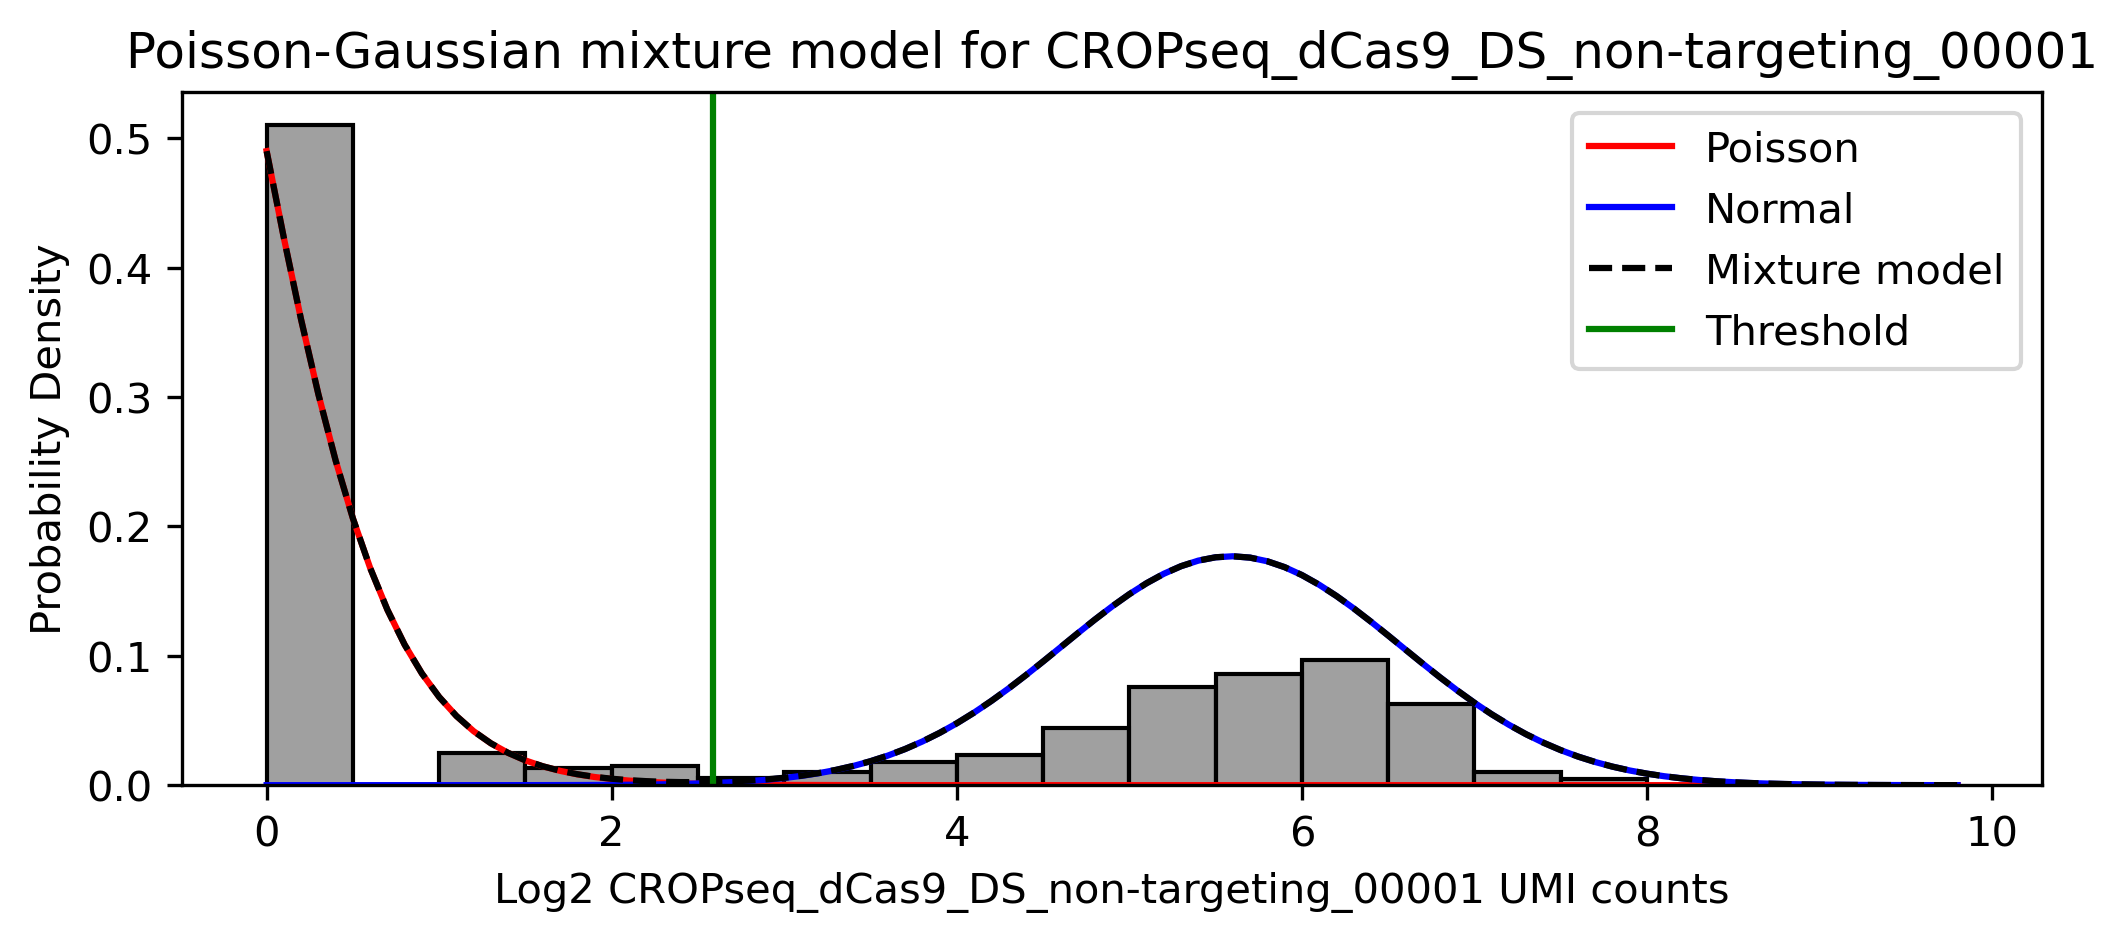 Poisson-Gaussian mixture model for CROPseq_dCas9_DS_non-targeting_00001
Probability Density
0.5
0.4
0.3
0.2
0.1
0.0
Poisson
Normal
Mixture model
Threshold
0 2 4 6 8 10
Log2 CROPseq_dCas9_DS_non-targeting_00001 UMI counts